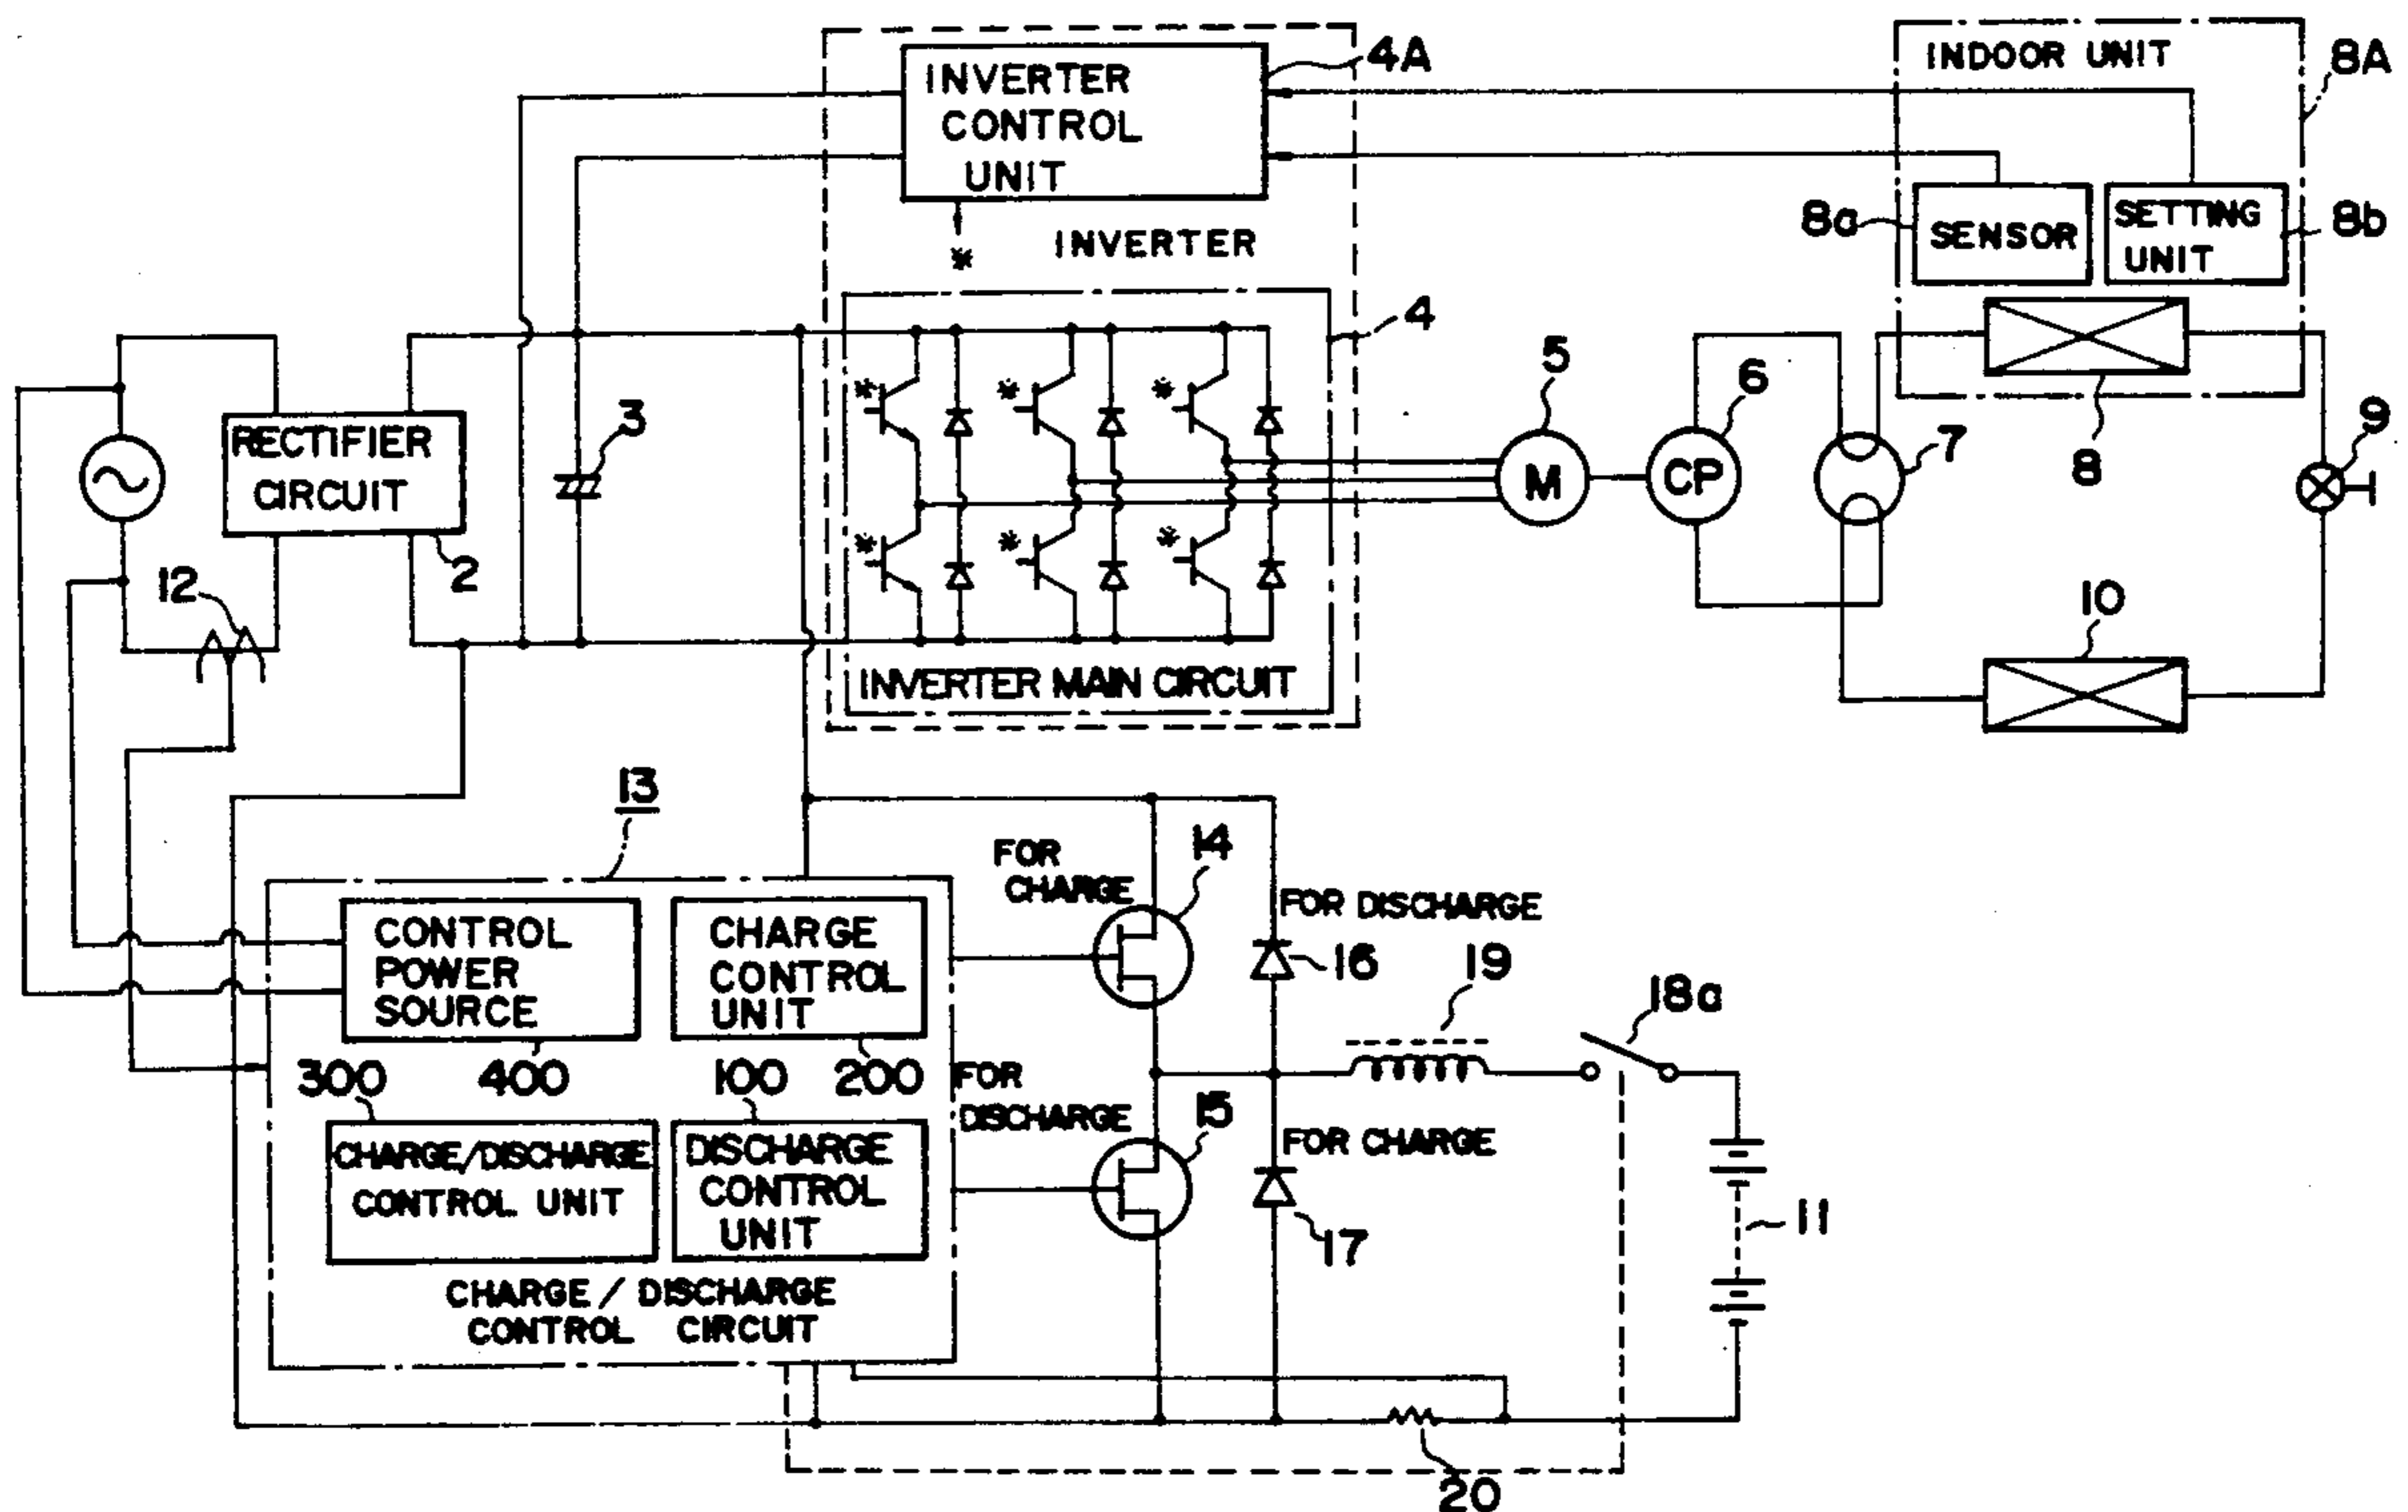 INVERTER
CONTROL
UNIT
4A
INDOOR UNIT
8A
*
INVERTER
8a
SENSOR
SETTING
UNIT
8b
4
RECTIFIER
CIRCUIT
2
3
*
*
*
*
*
*
INVERTER MAIN CIRCUIT
5
M
6
CP
7
8
9
10
12
13
CONTROL
POWER
SOURCE
400
CHARGE
CONTROL
UNIT
200
300
CHARGE/DISCHARGE
CONTROL UNIT
100
DISCHARGE
CONTROL
UNIT
CHARGE / DISCHARGE
CONTROL CIRCUIT
FOR
CHARGE
14
FOR DISCHARGE
16
19
18a
FOR
DISCHARGE
15
FOR CHARGE
17
11
20